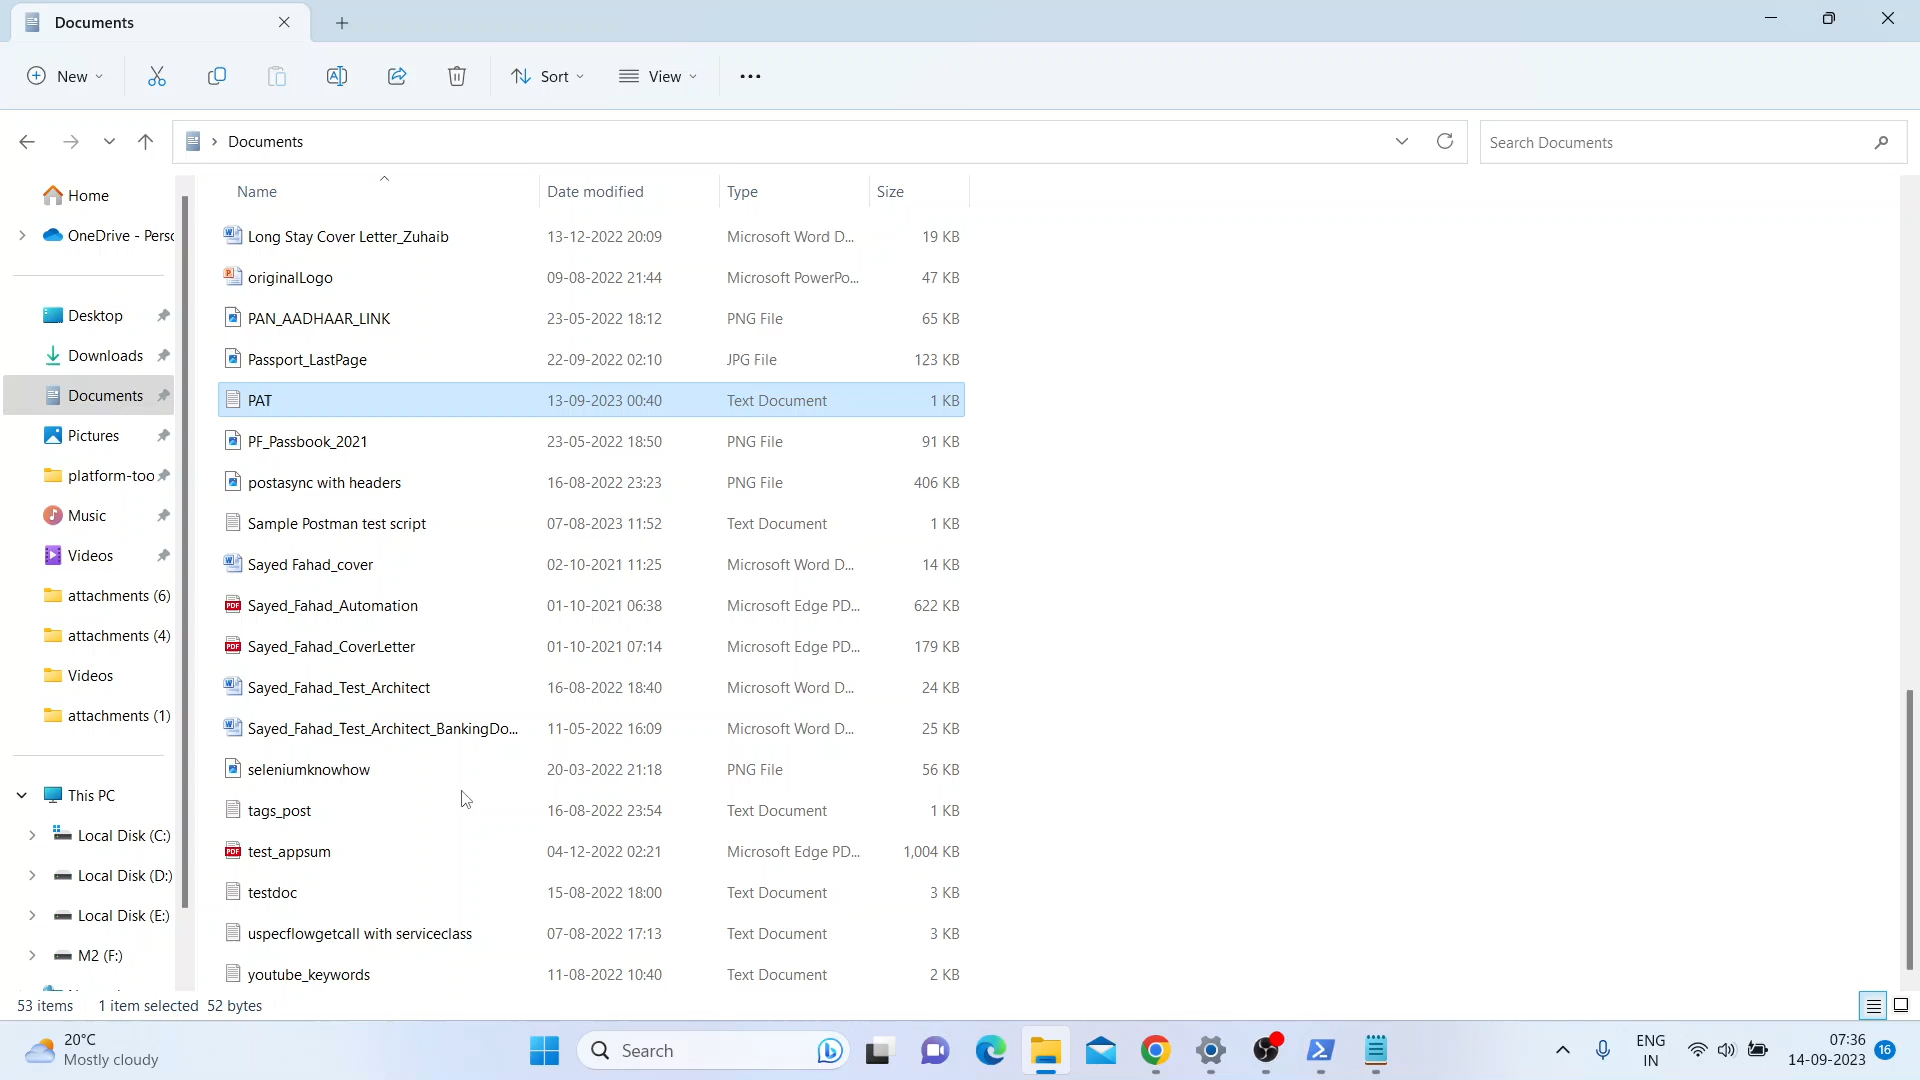 Documents
New
Sort
View
Documents
Search Documents
Name Date modified Type Size
Home
OneDrive - Perso
Desktop
Downloads
Documents
Pictures
platform-too
Music
Videos
attachments (6)
attachments (4)
Videos
attachments (1)
This PC
Local Disk (C:)
Local Disk (D:)
Local Disk (E:)
M2 (F:)
Long Stay Cover Letter_Zuhaib 13-12-2022 20:09 Microsoft Word D... 19 KB
originalLogo 09-08-2022 21:44 Microsoft PowerPo... 47 KB
PAN_AADHAAR_LINK 23-05-2022 18:12 PNG File 65 KB
Passport_LastPage 22-09-2022 02:10 JPG File 123 KB
PAT 13-09-2023 00:40 Text Document 1 KB
PF_Passbook_2021 23-05-2022 18:50 PNG File 91 KB
postasync with headers 16-08-2022 23:23 PNG File 406 KB
Sample Postman test script 07-08-2023 11:52 Text Document 1 KB
Sayed Fahad_cover 02-10-2021 11:25 Microsoft Word D... 14 KB
Sayed_Fahad_Automation 01-10-2021 06:38 Microsoft Edge PD... 622 KB
Sayed_Fahad_CoverLetter 01-10-2021 07:14 Microsoft Edge PD... 179 KB
Sayed_Fahad_Test_Architect 16-08-2022 18:40 Microsoft Word D... 24 KB
Sayed_Fahad_Test_Architect_BankingDo... 11-05-2022 16:09 Microsoft Word D... 25 KB
seleniumknowhow 20-03-2022 21:18 PNG File 56 KB
tags_post 16-08-2022 23:54 Text Document 1 KB
test_appsum 04-12-2022 02:21 Microsoft Edge PD... 1,004 KB
testdoc 15-08-2022 18:00 Text Document 3 KB
uspecflowgetcall with serviceclass 07-08-2022 17:13 Text Document 3 KB
youtube_keywords 11-08-2022 10:40 Text Document 2 KB
53 items 1 item selected 52 bytes
20°C
Mostly cloudy
Search
ENG
IN
07:36
14-09-2023
16